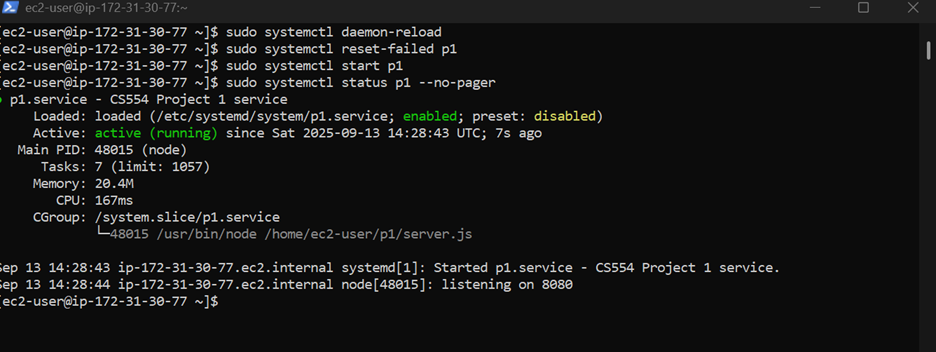 ec2-user@ip-172-31-30-77:~
[ec2-user@ip-172-31-30-77 ~]$ sudo systemctl daemon-reload
[ec2-user@ip-172-31-30-77 ~]$ sudo systemctl reset-failed p1
[ec2-user@ip-172-31-30-77 ~]$ sudo systemctl start p1
[ec2-user@ip-172-31-30-77 ~]$ sudo systemctl status p1 --no-pager
● p1.service - CS554 Project 1 service
Loaded: loaded (/etc/systemd/system/p1.service; enabled; preset: disabled)
Active: active (running) since Sat 2025-09-13 14:28:43 UTC; 7s ago
Main PID: 48015 (node)
Tasks: 7 (limit: 1057)
Memory: 20.4M
CPU: 167ms
CGroup: /system.slice/p1.service
└─48015 /usr/bin/node /home/ec2-user/p1/server.js
Sep 13 14:28:43 ip-172-31-30-77.ec2.internal systemd[1]: Started p1.service - CS554 Project 1 service.
Sep 13 14:28:44 ip-172-31-30-77.ec2.internal node[48015]: listening on 8080
[ec2-user@ip-172-31-30-77 ~]$